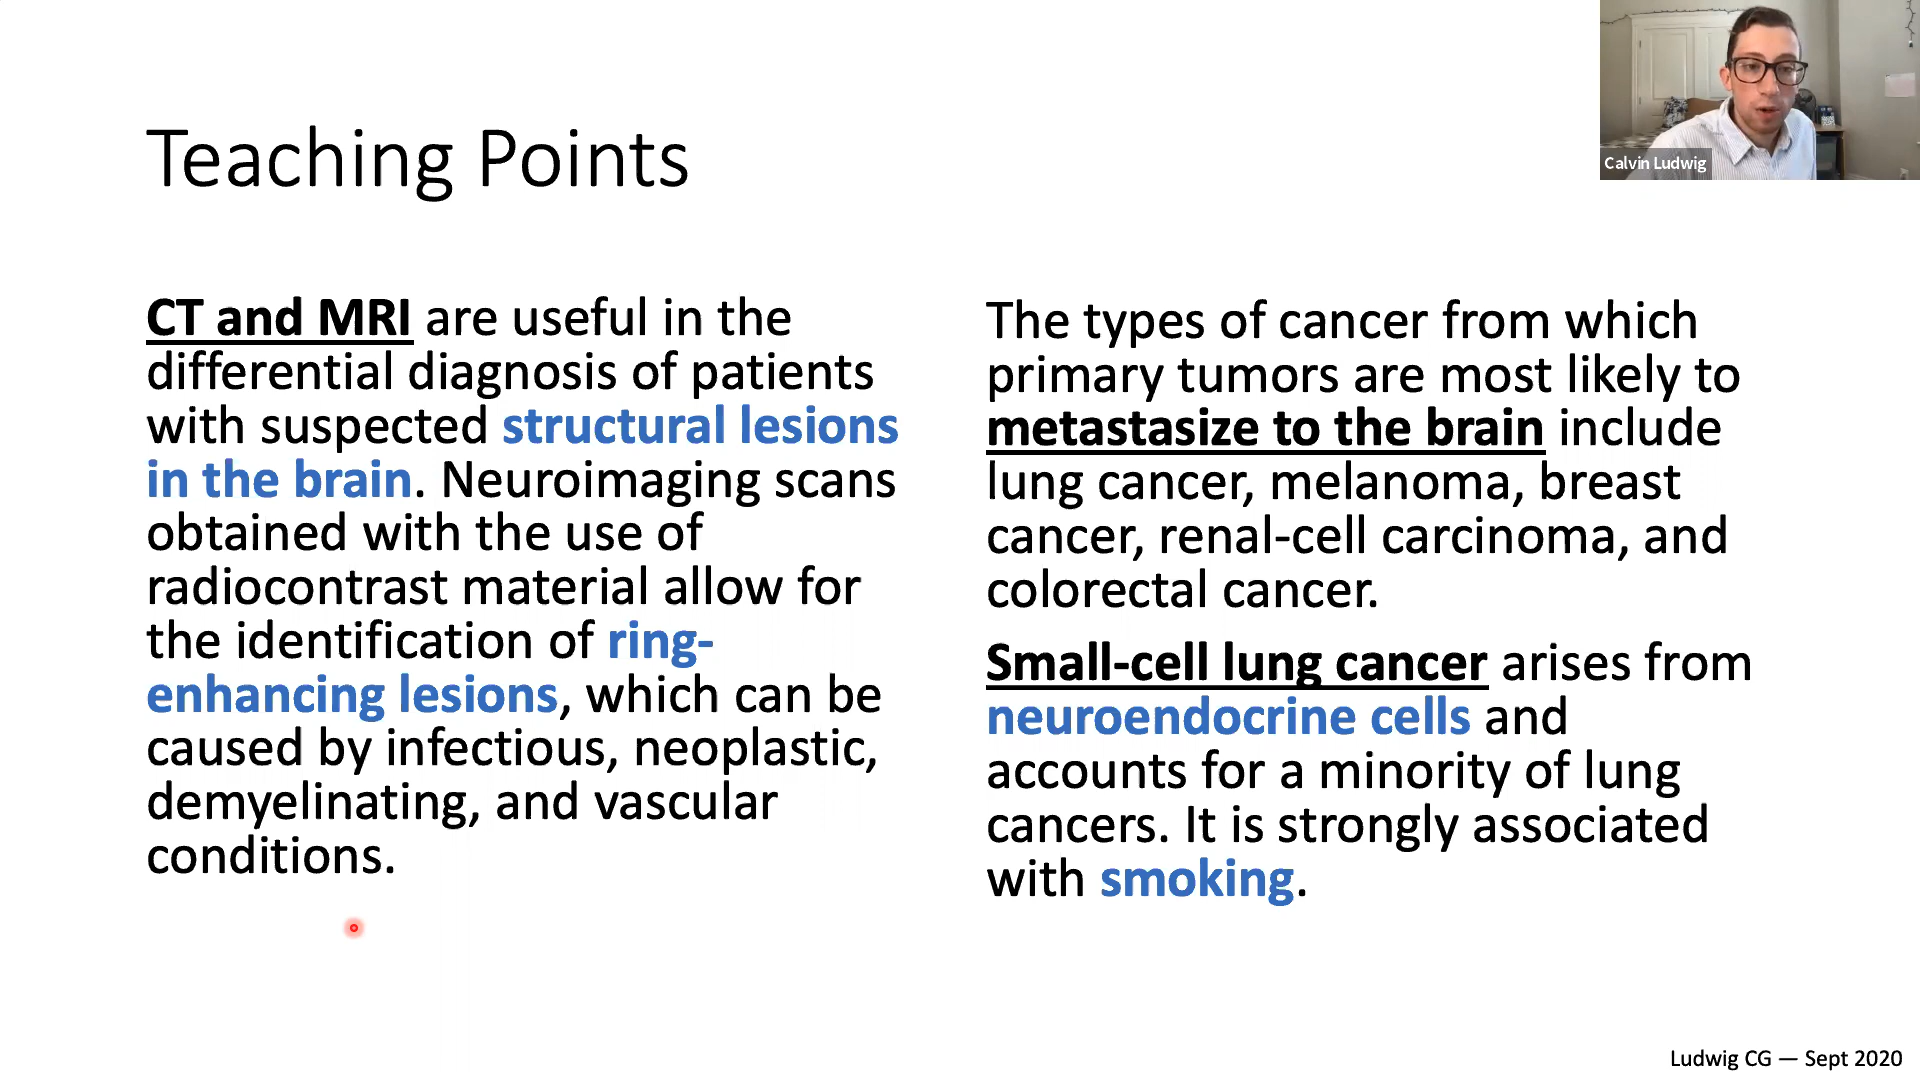 Teaching Points
CT and MRI are useful in the
differential diagnosis of patients
with suspected structural lesions
in the brain. Neuroimaging scans
obtained with the use of
radiocontrast material allow for
the identification of ring-
enhancing lesions, which can be
caused by infectious, neoplastic,
demyelinating, and vascular
conditions.
The types of cancer from which
primary tumors are most likely to
metastasize to the brain include
lung cancer, melanoma, breast
cancer, renal-cell carcinoma, and
colorectal cancer.
Small-cell lung cancer arises from
neuroendocrine cells and
accounts for a minority of lung
cancers. It is strongly associated
with smoking.
Calvin Ludwig
Ludwig CG — Sept 2020